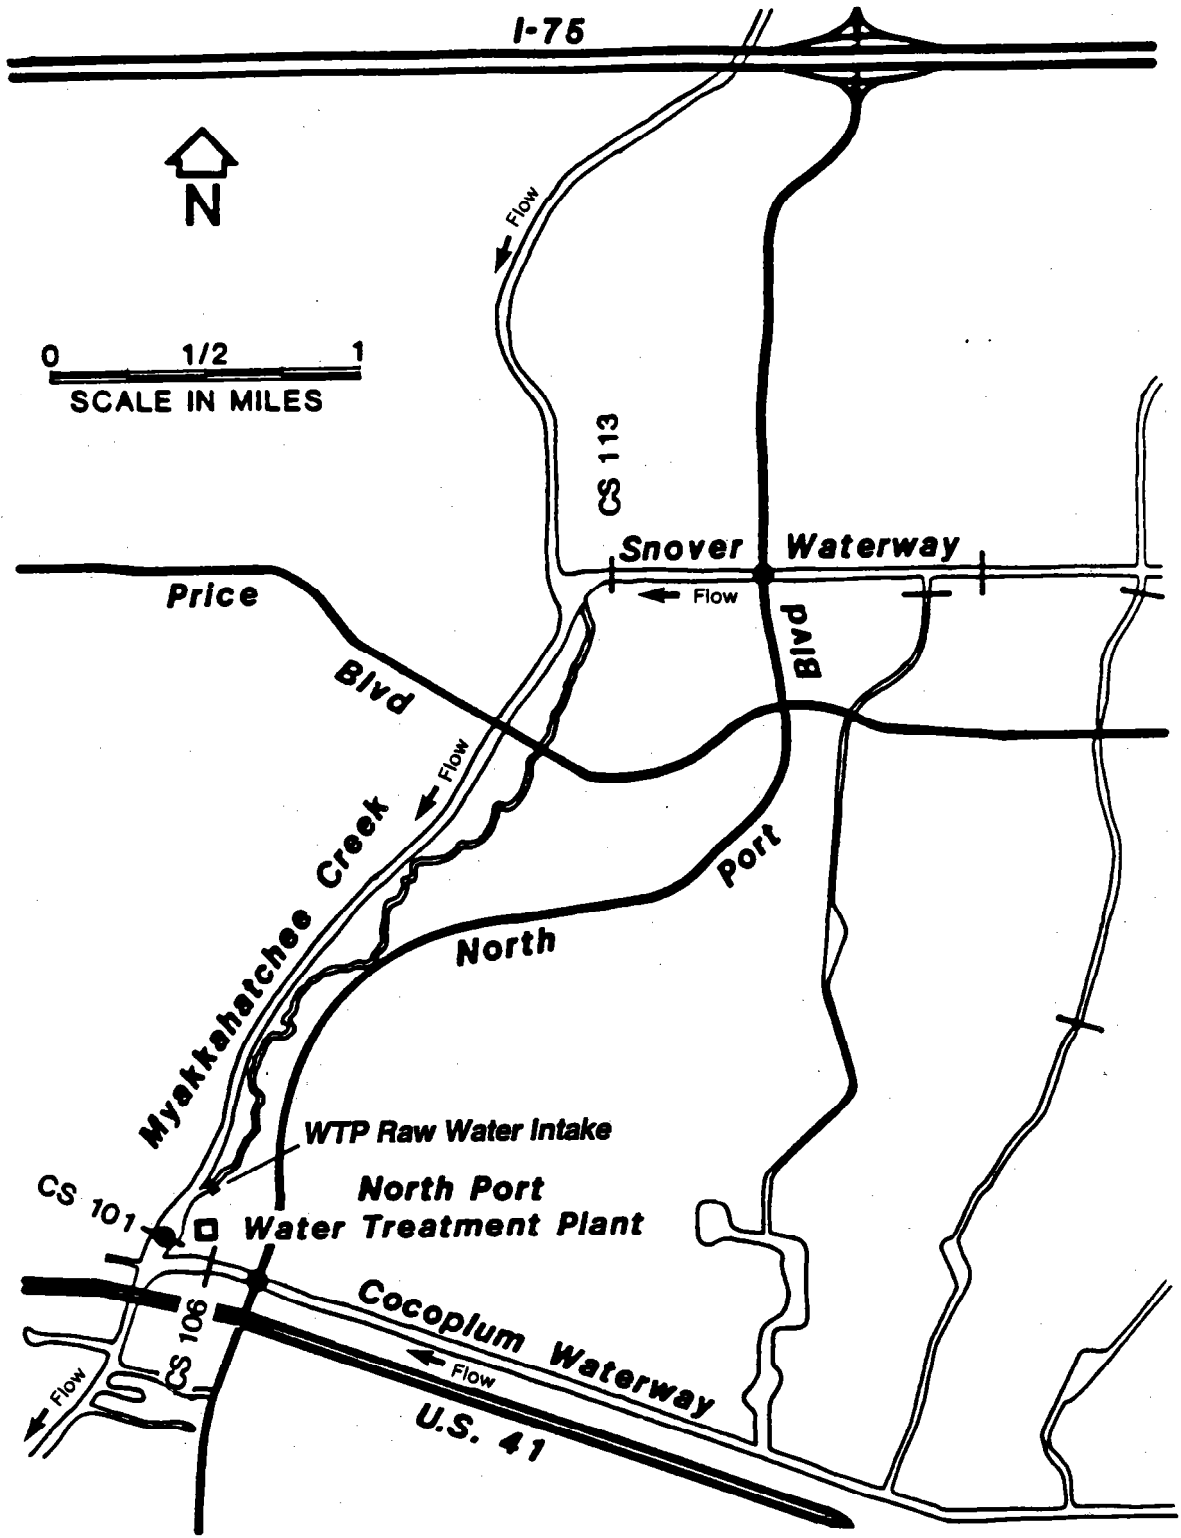 I-75
Flow
N
0 1/2 1
SCALE IN MILES
CS 113
Snover Waterway
Flow
Price Blvd
Blvd
Flow
Myakkahatchee Creek
North Port
WTP Raw Water Intake
CS 101
North Port
Water Treatment Plant
CS 106
Cocoplum Waterway
Flow
Flow
U.S. 41